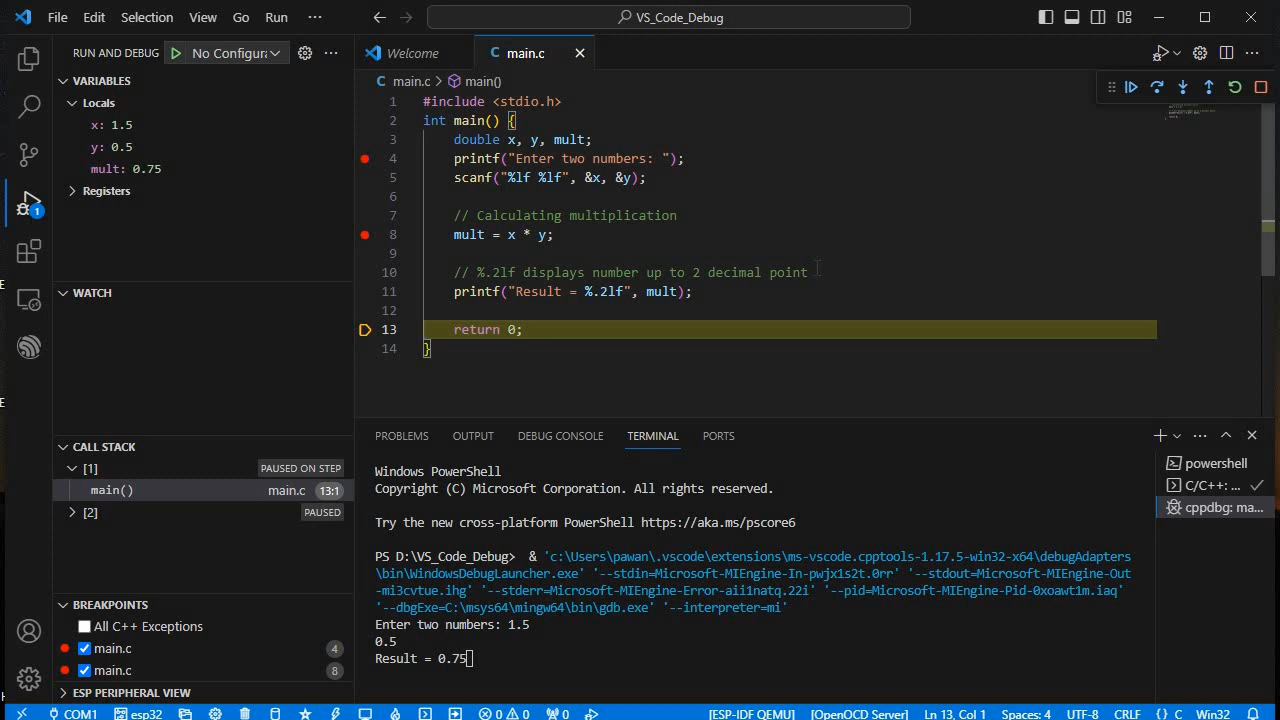 File Edit Selection View Go Run ··· VS_Code_Debug
RUN AND DEBUG No Configura
VARIABLES
Locals
x: 1.5
y: 0.5
mult: 0.75
Registers
WATCH
CALL STACK
[1] PAUSED ON STEP
main() main.c 13:1
[2] PAUSED
BREAKPOINTS
All C++ Exceptions
main.c 4
main.c 8
ESP PERIPHERAL VIEW
1
Welcome C main.c
C main.c > main()
1 #include <stdio.h>
2 int main() {
3 double x, y, mult;
4 printf("Enter two numbers: ");
5 scanf("%lf %lf", &x, &y);
6
7 // Calculating multiplication
8 mult = x * y;
9
10 // %.2lf displays number up to 2 decimal point
11 printf("Result = %.2lf", mult);
12
13 return 0;
14 }
PROBLEMS OUTPUT DEBUG CONSOLE TERMINAL PORTS
Windows PowerShell
Copyright (C) Microsoft Corporation. All rights reserved.
Try the new cross-platform PowerShell https://aka.ms/pscore6
PS D:\VS_Code_Debug> & 'c:\Users\pawan\.vscode\extensions\ms-vscode.cpptools-1.17.5-win32-x64\debugAdapters
\bin\WindowsDebugLauncher.exe' '--stdin=Microsoft-MIEngine-In-pwjx1s2t.0rr' '--stdout=Microsoft-MIEngine-Out
-mi3cvtue.ihg' '--stderr=Microsoft-MIEngine-Error-aii1natq.22i' '--pid=Microsoft-MIEngine-Pid-0xoawt1m.iaq'
'--dbgExe=C:\msys64\mingw64\bin\gdb.exe' '--interpreter=mi'
Enter two numbers: 1.5
0.5
Result = 0.75
powershell
C/C++: ...
cppdbg: ma...
COM1 esp32 0 0 0 [ESP-IDF QEMU] [OpenOCD Server] Ln 13, Col 1 Spaces: 4 UTF-8 CRLF { } C Win32